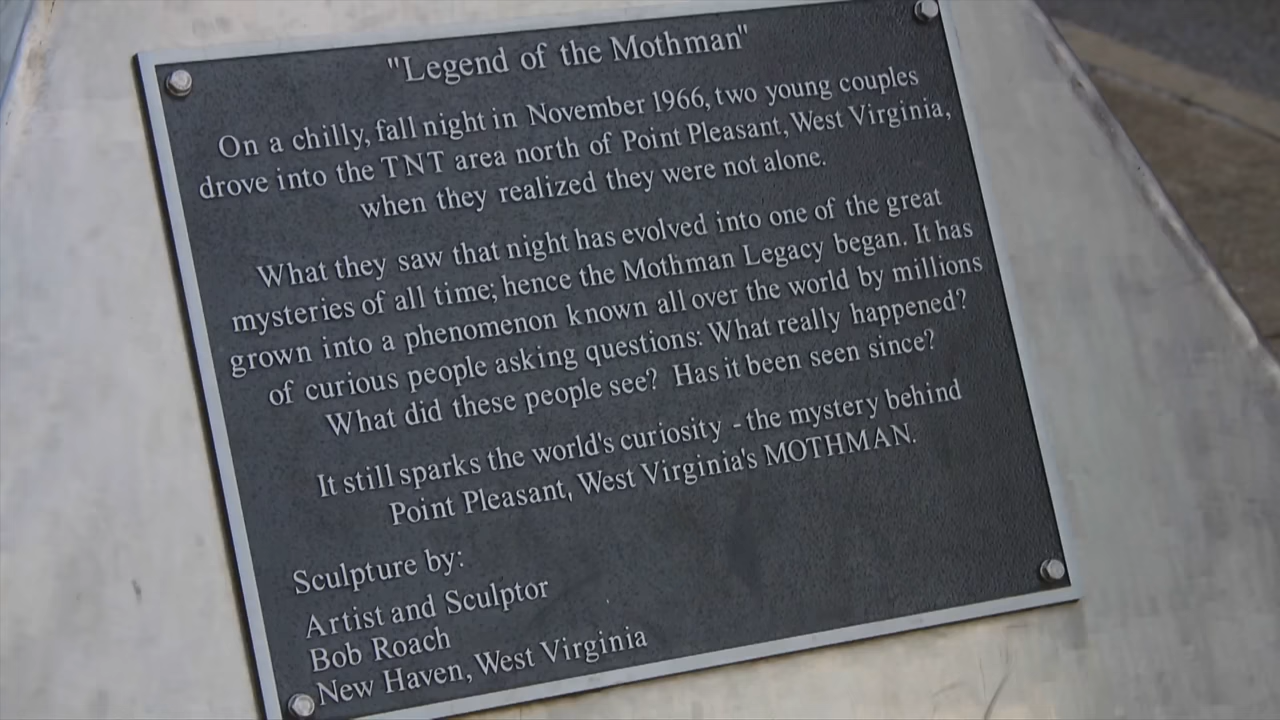 "Legend of the Mothman"
On a chilly, fall night in November 1966, two young couples
drove into the TNT area north of Point Pleasant, West Virginia,
when they realized they were not alone.
What they saw that night has evolved into one of the great
mysteries of all time; hence the Mothman Legacy began. It has
grown into a phenomenon known all over the world by millions
of curious people asking questions: What really happened?
What did these people see? Has it been seen since?
It still sparks the world's curiosity - the mystery behind
Point Pleasant, West Virginia's MOTHMAN.
Sculpture by:
Artist and Sculptor
Bob Roach
New Haven, West Virginia